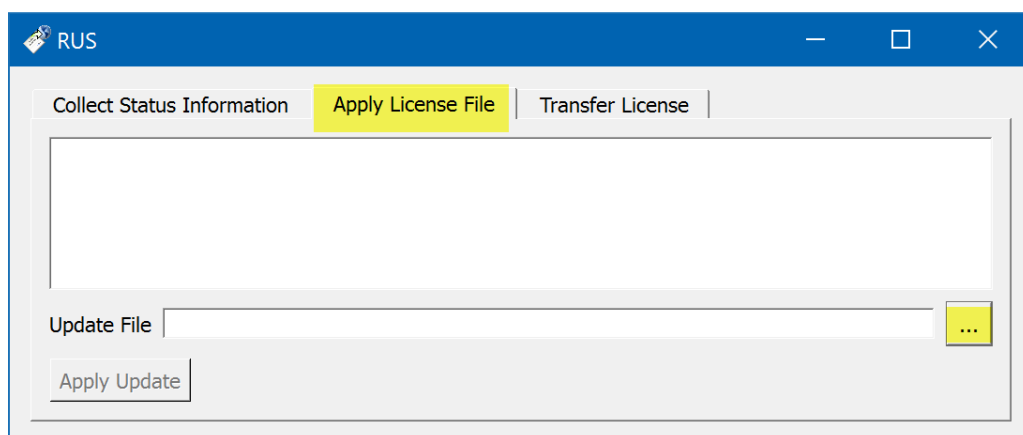 RUS
Collect Status Information Apply License File Transfer License
Update File ...
Apply Update